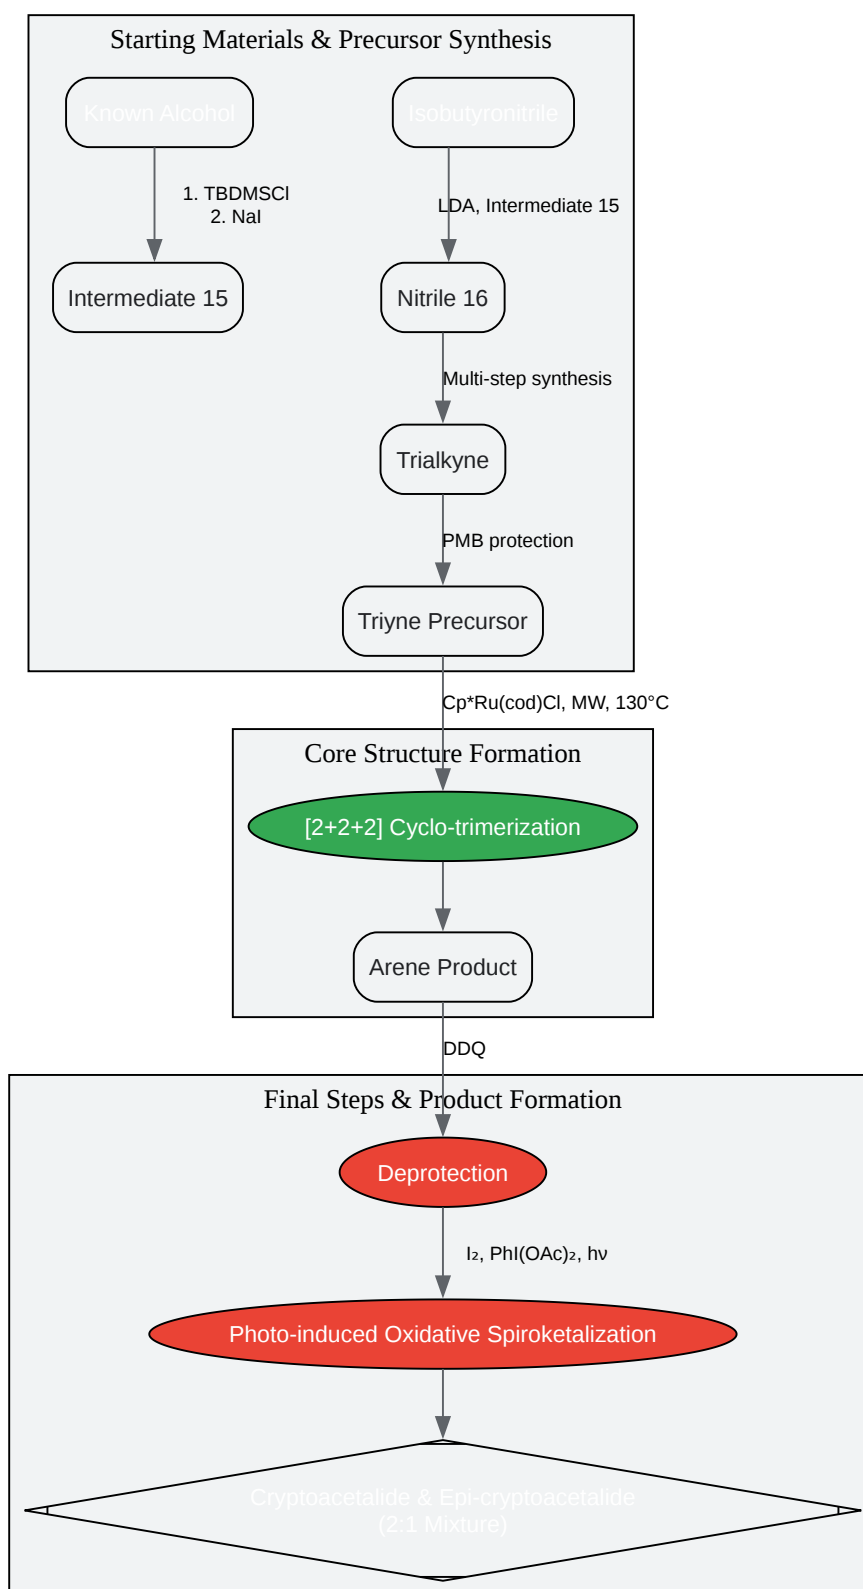 Starting Materials & Precursor Synthesis
Known Alcohol
Isobutyronitrile
1. TBDMSCl
2. NaI
LDA, Intermediate 15
Intermediate 15
Nitrile 16
Multi-step synthesis
Trialkyne
PMB protection
Triyne Precursor
Cp*Ru(cod)Cl, MW, 130°C
Core Structure Formation
[2+2+2] Cyclo-trimerization
Arene Product
DDQ
Final Steps & Product Formation
Deprotection
I₂, PhI(OAc)₂, hν
Photo-induced Oxidative Spiroketalization
Cryptoacetalide & Epi-cryptoacetalide
(2:1 Mixture)